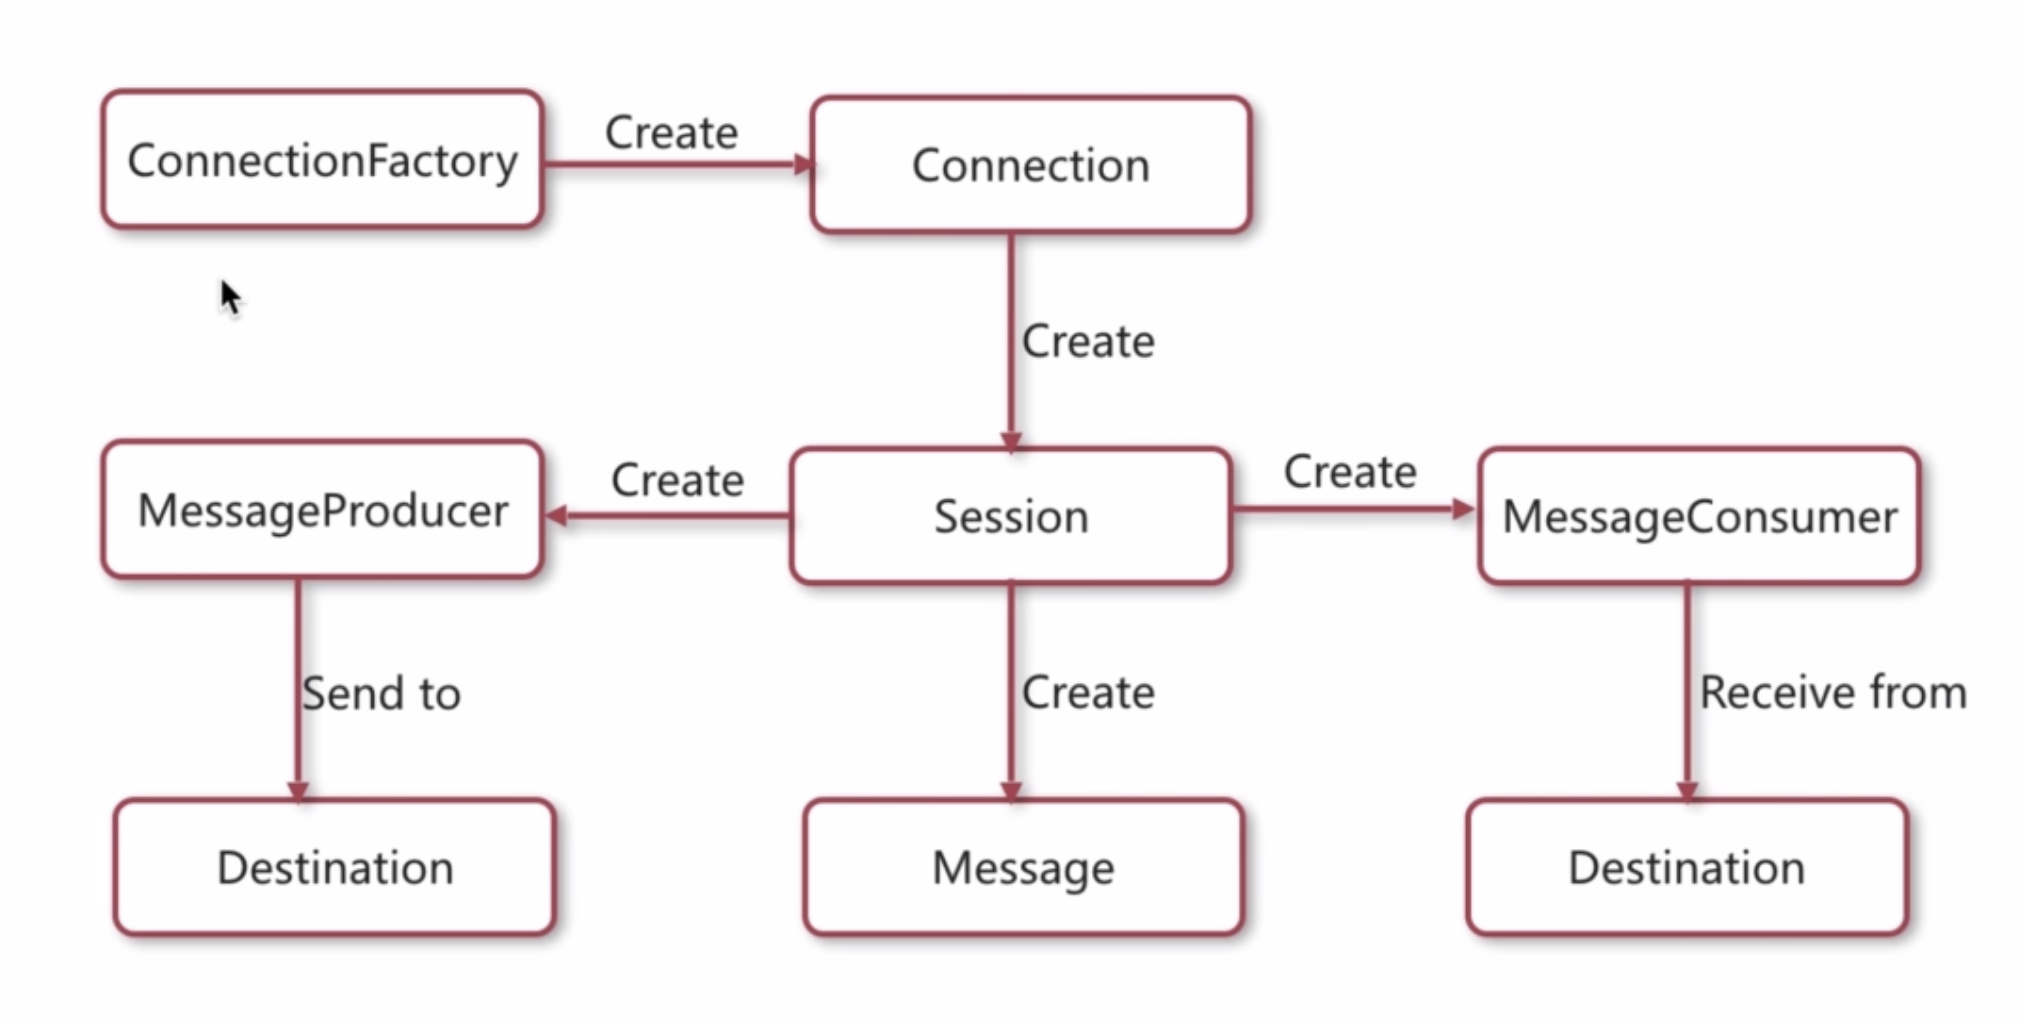 ConnectionFactory
Create
Connection
Create
MessageProducer
Create
Session
Create
MessageConsumer
Send to
Create
Receive from
Destination
Message
Destination